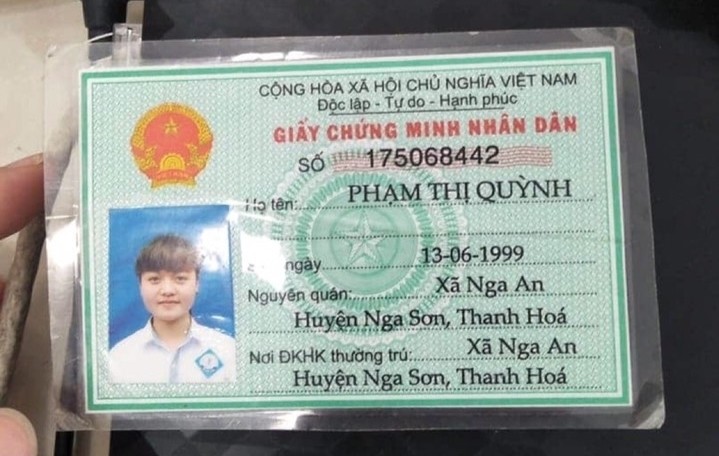 CỘNG HÒA XÃ HỘI CHỦ NGHĨA VIỆT NAM
Độc lập - Tự do - Hạnh phúc
GIẤY CHỨNG MINH NHÂN DÂN
SỐ 175068442
Họ tên: PHẠM THỊ QUỲNH
ngày 13-06-1999
Nguyên quán: Xã Nga An
Huyện Nga Sơn, Thanh Hoá
Nơi ĐKHK thường trú: Xã Nga An
Huyện Nga Sơn, Thanh Hoá